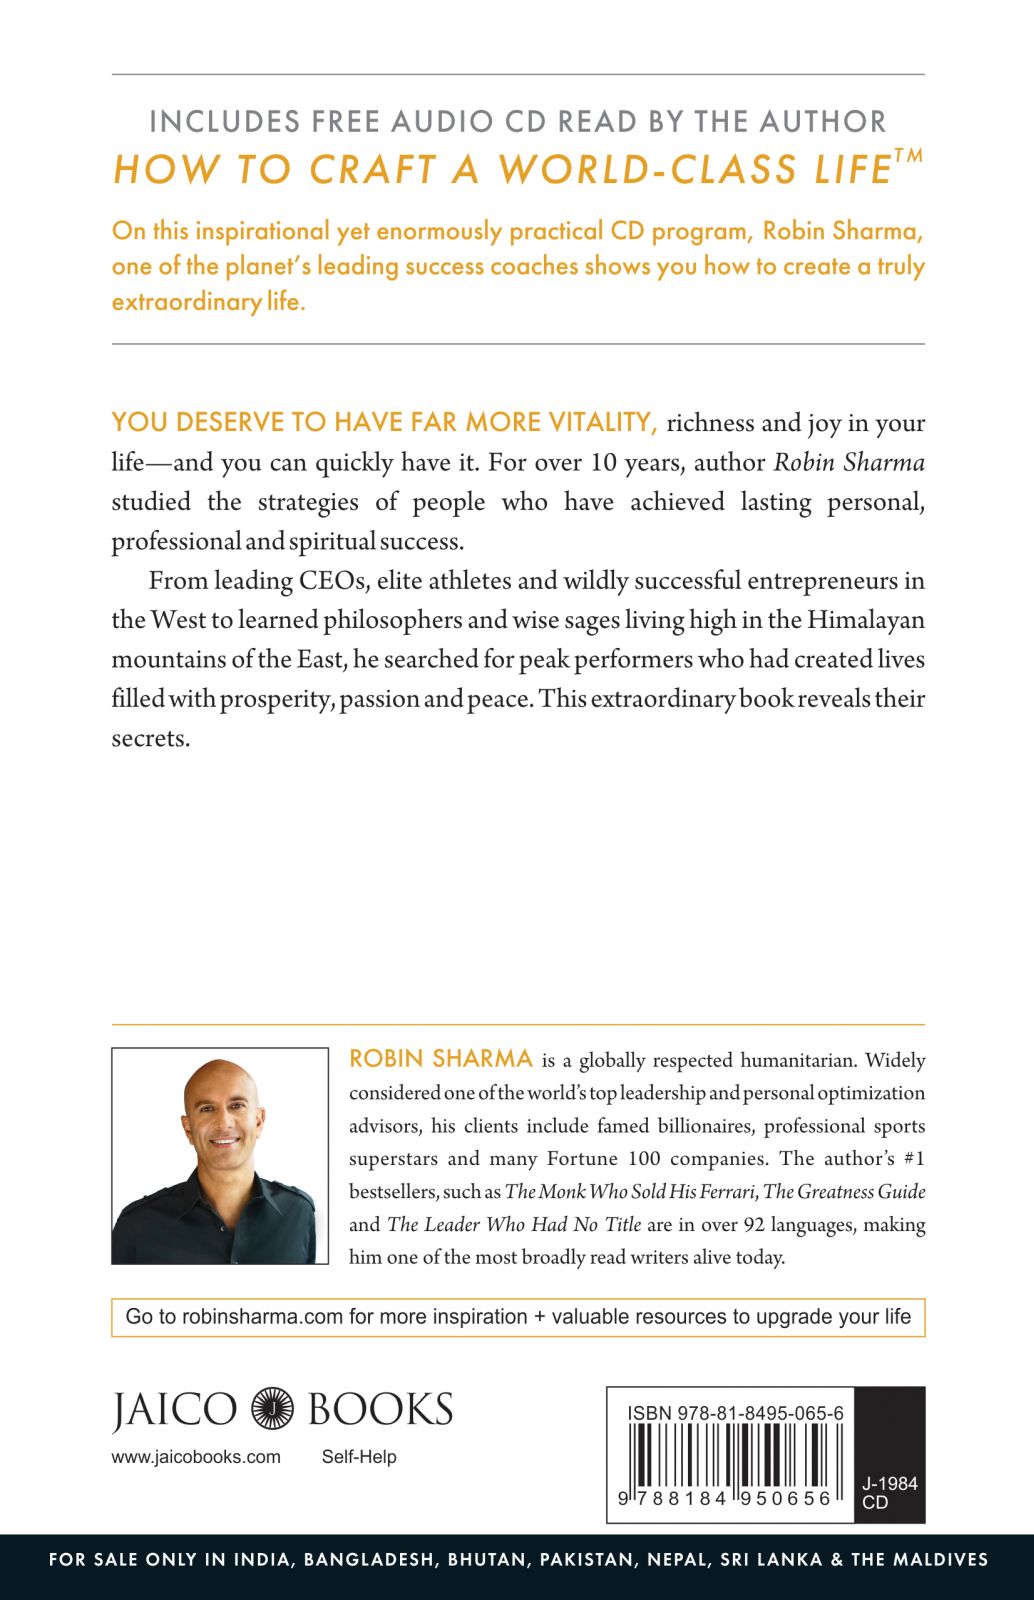 INCLUDES FREE AUDIO CD READ BY THE AUTHOR
HOW TO CRAFT A WORLD-CLASS LIFE™
On this inspirational yet enormously practical CD program, Robin Sharma,
one of the planet's leading success coaches shows you how to create a truly
extraordinary life.
YOU DESERVE TO HAVE FAR MORE VITALITY, richness and joy in your
life—and you can quickly have it. For over 10 years, author Robin Sharma
studied the strategies of people who have achieved lasting personal,
professional and spiritual success.
From leading CEOs, elite athletes and wildly successful entrepreneurs in
the West to learned philosophers and wise sages living high in the Himalayan
mountains of the East, he searched for peak performers who had created lives
filled with prosperity, passion and peace. This extraordinary book reveals their
secrets.
ROBIN SHARMA is a globally respected humanitarian. Widely
considered one of the world's top leadership and personal optimization
advisors, his clients include famed billionaires, professional sports
superstars and many Fortune 100 companies. The author's #1
bestsellers, such as The Monk Who Sold His Ferrari, The Greatness Guide
and The Leader Who Had No Title are in over 92 languages, making
him one of the most broadly read writers alive today.
Go to robinsharma.com for more inspiration + valuable resources to upgrade your life
JAICO J BOOKS
www.jaicobooks.com Self-Help
ISBN 978-81-8495-065-6
9 788184 950656
J-1984
CD
FOR SALE ONLY IN INDIA, BANGLADESH, BHUTAN, PAKISTAN, NEPAL, SRI LANKA & THE MALDIVES